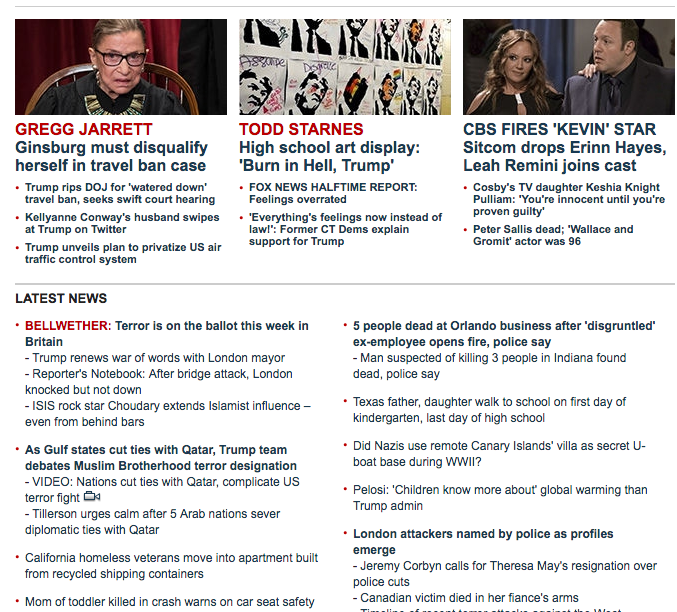 GREGG JARRETT
Ginsburg must disqualify
herself in travel ban case
• Trump rips DOJ for 'watered down'
travel ban, seeks swift court hearing
• Kellyanne Conway's husband swipes
at Trump on Twitter
• Trump unveils plan to privatize US air
traffic control system
TODD STARNES
High school art display:
'Burn in Hell, Trump'
• FOX NEWS HALFTIME REPORT:
Feelings overrated
• 'Everything's feelings now instead of
law!': Former CT Dems explain
support for Trump
CBS FIRES 'KEVIN' STAR
Sitcom drops Erinn Hayes,
Leah Remini joins cast
• Cosby's TV daughter Keshia Knight
Pulliam: 'You're innocent until you're
proven guilty'
• Peter Sallis dead; 'Wallace and
Gromit' actor was 96
LATEST NEWS
• BELLWETHER: Terror is on the ballot this week in
Britain
- Trump renews war of words with London mayor
- Reporter's Notebook: After bridge attack, London
knocked but not down
- ISIS rock star Choudary extends Islamist influence –
even from behind bars
• As Gulf states cut ties with Qatar, Trump team
debates Muslim Brotherhood terror designation
- VIDEO: Nations cut ties with Qatar, complicate US
terror fight
- Tillerson urges calm after 5 Arab nations sever
diplomatic ties with Qatar
• California homeless veterans move into apartment built
from recycled shipping containers
• Mom of toddler killed in crash warns on car seat safety
• 5 people dead at Orlando business after 'disgruntled'
ex-employee opens fire, police say
- Man suspected of killing 3 people in Indiana found
dead, police say
• Texas father, daughter walk to school on first day of
kindergarten, last day of high school
• Did Nazis use remote Canary Islands' villa as secret U-
boat base during WWII?
• Pelosi: 'Children know more about' global warming than
Trump admin
• London attackers named by police as profiles
emerge
- Jeremy Corbyn calls for Theresa May's resignation over
police cuts
- Canadian victim died in her fiance's arms
- Timeline of recent terror attacks against the West